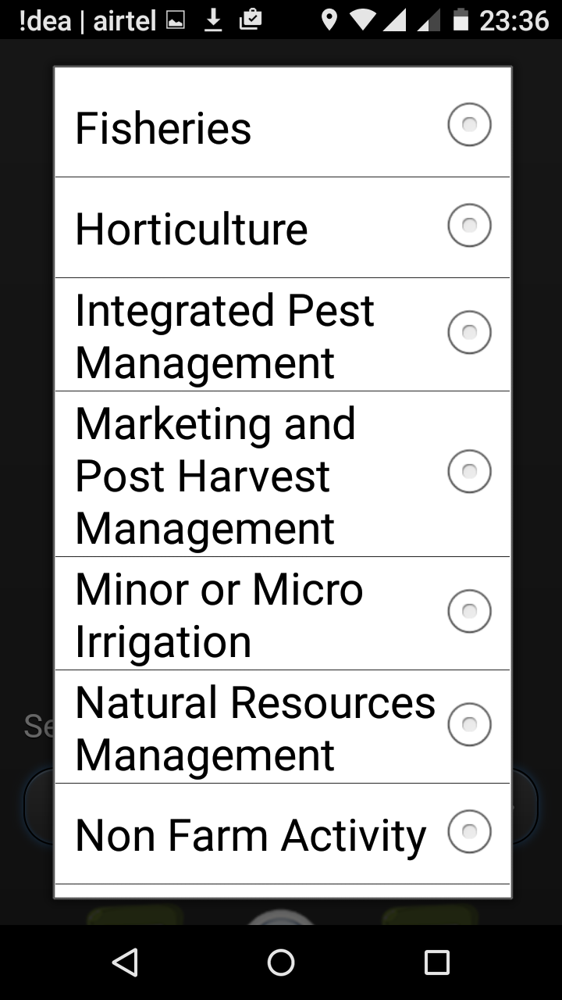 !dea | airtel 23:36
Fisheries
Horticulture
Integrated Pest
Management
Marketing and
Post Harvest
Management
Minor or Micro
Irrigation
Natural Resources
Management
Non Farm Activity
Se